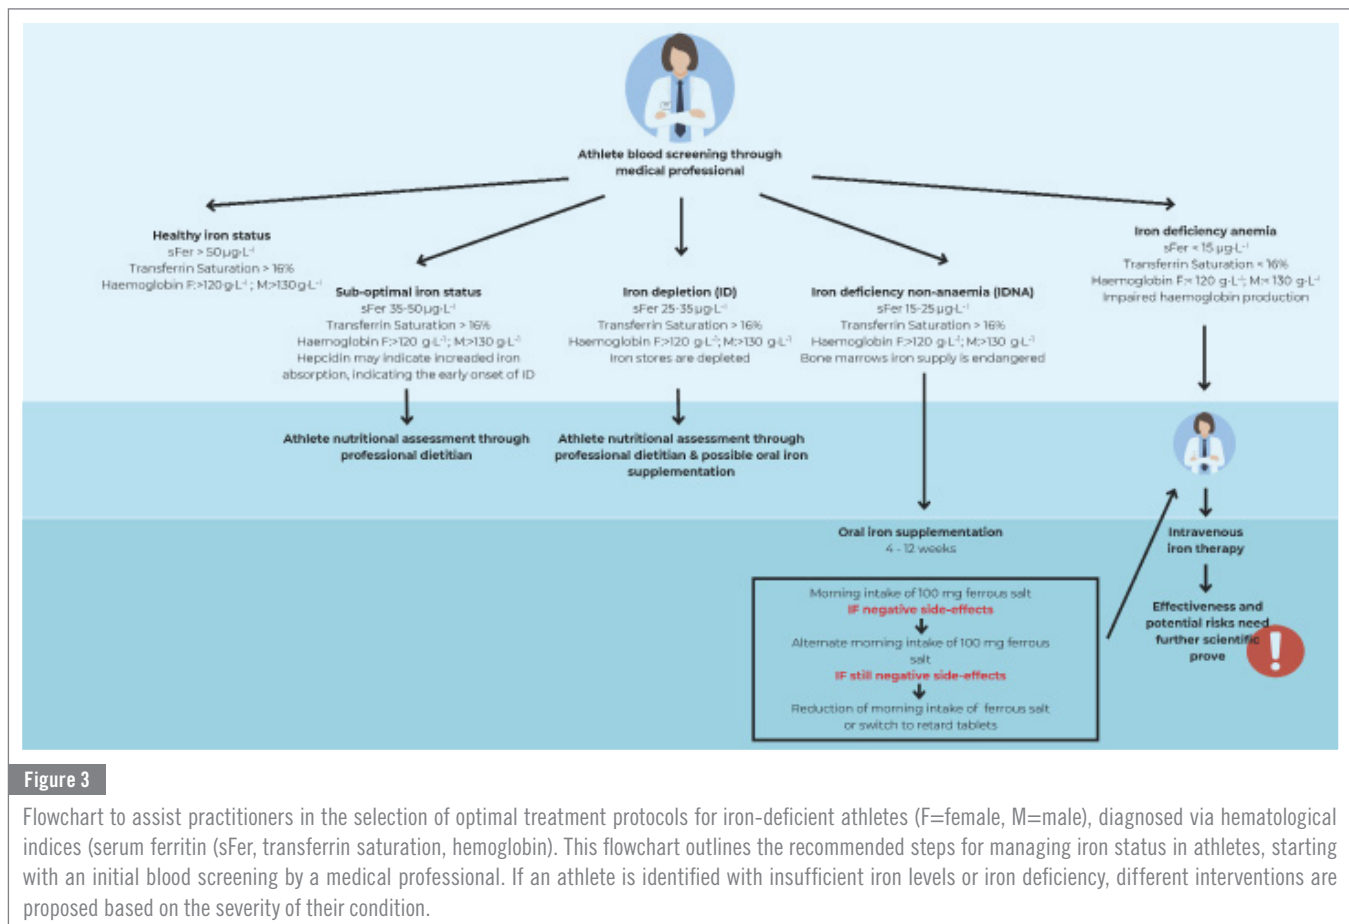 Athlete blood screening through
medical professional
Healthy iron status
sFer > 50µg·L⁻¹
Transferrin Saturation > 16%
Haemoglobin F:>120 g·L⁻¹ ; M:>130 g·L⁻¹
Sub-optimal iron status
sFer 35-50µg·L⁻¹
Transferrin Saturation > 16%
Haemoglobin F:>120 g·L⁻¹; M:>130 g·L⁻¹
Hepcidin may indicate increaded iron
absorption, indicating the early onset of ID
Iron depletion (ID)
sFer 25-35µg·L⁻¹
Transferrin Saturation > 16%
Haemoglobin F:>120 g·L⁻¹; M:>130 g·L⁻¹
Iron stores are depleted
Iron deficiency non-anaemia (IDNA)
sFer 15-25µg·L⁻¹
Transferrin Saturation > 16%
Haemoglobin F:>120 g·L⁻¹; M:>130 g·L⁻¹
Bone marrows iron supply is endangered
Iron deficiency anemia
sFer < 15 µg·L⁻¹
Transferrin Saturation < 16%
Haemoglobin F:< 120 g·L⁻¹; M:< 130 g·L⁻¹
Impaired haemoglobin production
Athlete nutritional assessment through
professional dietitian
Athlete nutritional assessment through
professional dietitian & possible oral iron
supplementation
Oral iron supplementation
4 - 12 weeks
Morning intake of 100 mg ferrous salt
IF negative side-effects
Alternate morning intake of 100 mg ferrous
salt
IF still negative side-effects
Reduction of morning intake of ferrous salt
or switch to retard tablets
Intravenous
iron therapy
Effectiveness and
potential risks need
further scientific
prove
!
Figure 3
Flowchart to assist practitioners in the selection of optimal treatment protocols for iron-deficient athletes (F=female, M=male), diagnosed via hematological
indices (serum ferritin (sFer, transferrin saturation, hemoglobin). This flowchart outlines the recommended steps for managing iron status in athletes, starting
with an initial blood screening by a medical professional. If an athlete is identified with insufficient iron levels or iron deficiency, different interventions are
proposed based on the severity of their condition.